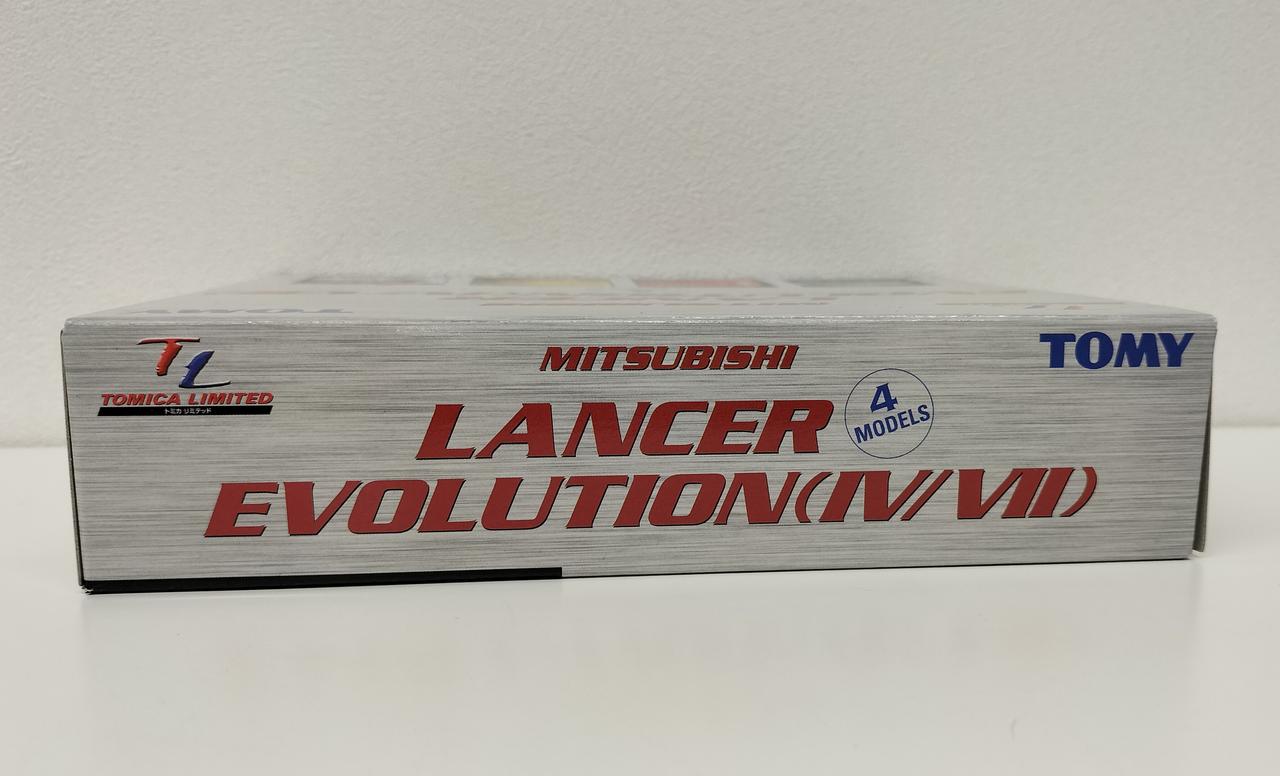 TL
TOMICA LIMITED
トミカ リミテッド
MITSUBISHI
TOMY
LANCER
4
MODELS
EVOLUTION(IV/VII)
TOMY